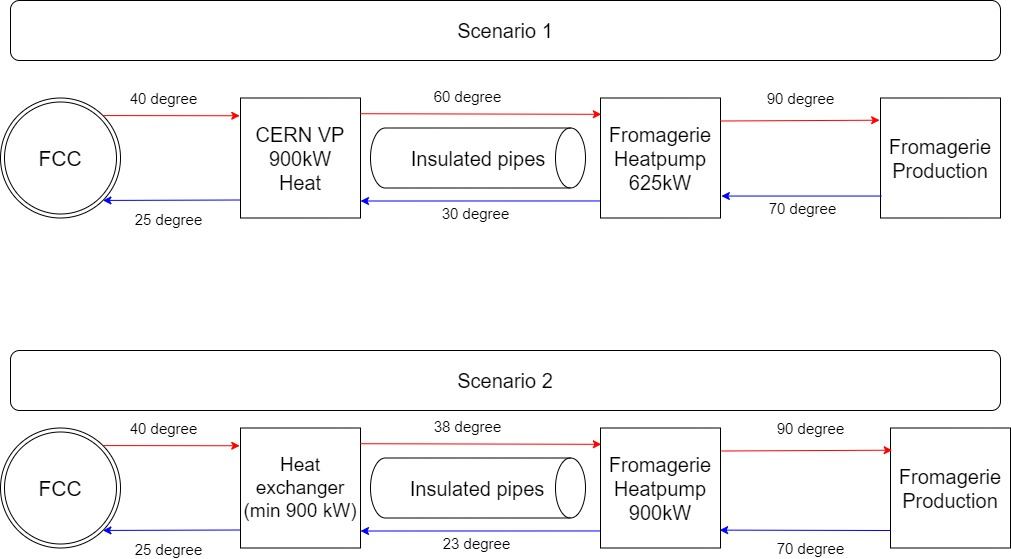 Scenario 1
40 degree
60 degree
90 degree
FCC
CERN VP
900kW
Heat
Insulated pipes
Fromagerie
Heatpump
625kW
Fromagerie
Production
25 degree
30 degree
70 degree
Scenario 2
40 degree
38 degree
90 degree
FCC
Heat
exchanger
(min 900 kW)
Insulated pipes
Fromagerie
Heatpump
900kW
Fromagerie
Production
25 degree
23 degree
70 degree